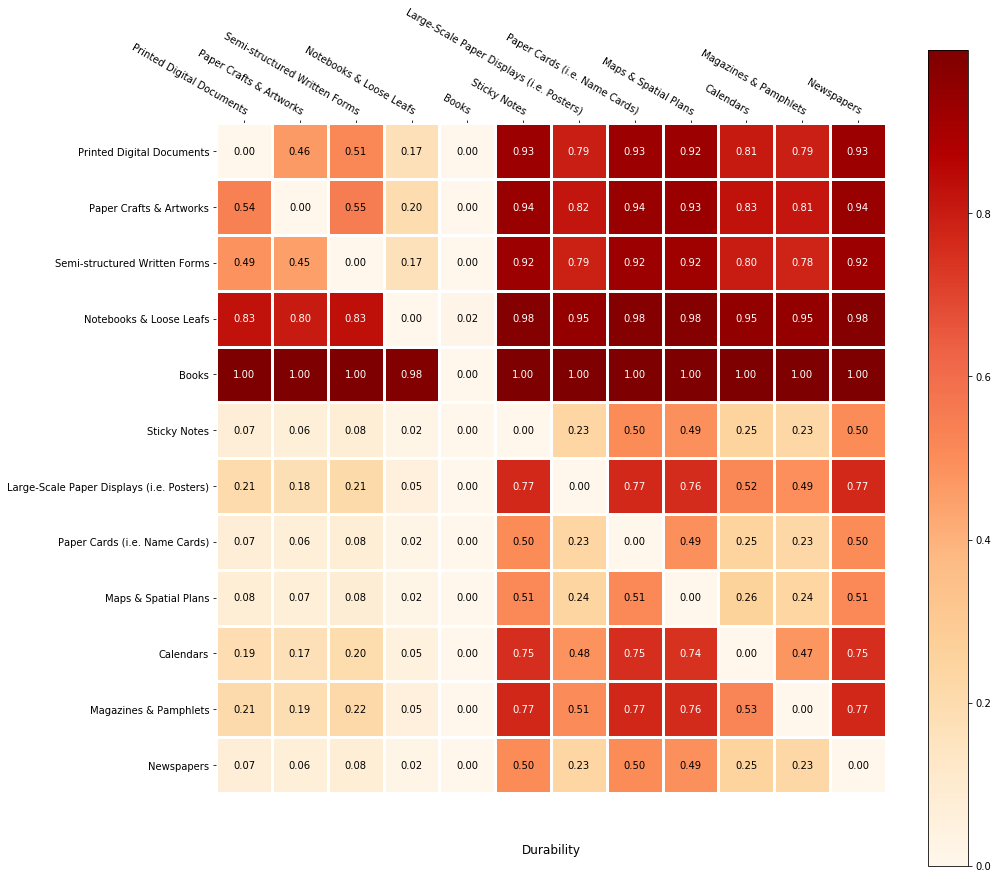 Printed Digital Documents
Paper Crafts & Artworks
Semi-structured Written Forms
Notebooks & Loose Leafs
Books
Sticky Notes
Large-Scale Paper Displays (i.e. Posters)
Paper Cards (i.e. Name Cards)
Maps & Spatial Plans
Calendars
Magazines & Pamphlets
Newspapers
Printed Digital Documents 0.00 0.46 0.51 0.17 0.00 0.93 0.79 0.93 0.92 0.81 0.79 0.93
Paper Crafts & Artworks 0.54 0.00 0.55 0.20 0.00 0.94 0.82 0.94 0.93 0.83 0.81 0.94
Semi-structured Written Forms 0.49 0.45 0.00 0.17 0.00 0.92 0.79 0.92 0.92 0.80 0.78 0.92
Notebooks & Loose Leafs 0.83 0.80 0.83 0.00 0.02 0.98 0.95 0.98 0.98 0.95 0.95 0.98
Books 1.00 1.00 1.00 0.98 0.00 1.00 1.00 1.00 1.00 1.00 1.00 1.00
Sticky Notes 0.07 0.06 0.08 0.02 0.00 0.00 0.23 0.50 0.49 0.25 0.23 0.50
Large-Scale Paper Displays (i.e. Posters) 0.21 0.18 0.21 0.05 0.00 0.77 0.00 0.77 0.76 0.52 0.49 0.77
Paper Cards (i.e. Name Cards) 0.07 0.06 0.08 0.02 0.00 0.50 0.23 0.00 0.49 0.25 0.23 0.50
Maps & Spatial Plans 0.08 0.07 0.08 0.02 0.00 0.51 0.24 0.51 0.00 0.26 0.24 0.51
Calendars 0.19 0.17 0.20 0.05 0.00 0.75 0.48 0.75 0.74 0.00 0.47 0.75
Magazines & Pamphlets 0.21 0.19 0.22 0.05 0.00 0.77 0.51 0.77 0.76 0.53 0.00 0.77
Newspapers 0.07 0.06 0.08 0.02 0.00 0.50 0.23 0.50 0.49 0.25 0.23 0.00
Durability
0.8
0.6
0.4
0.2
0.0